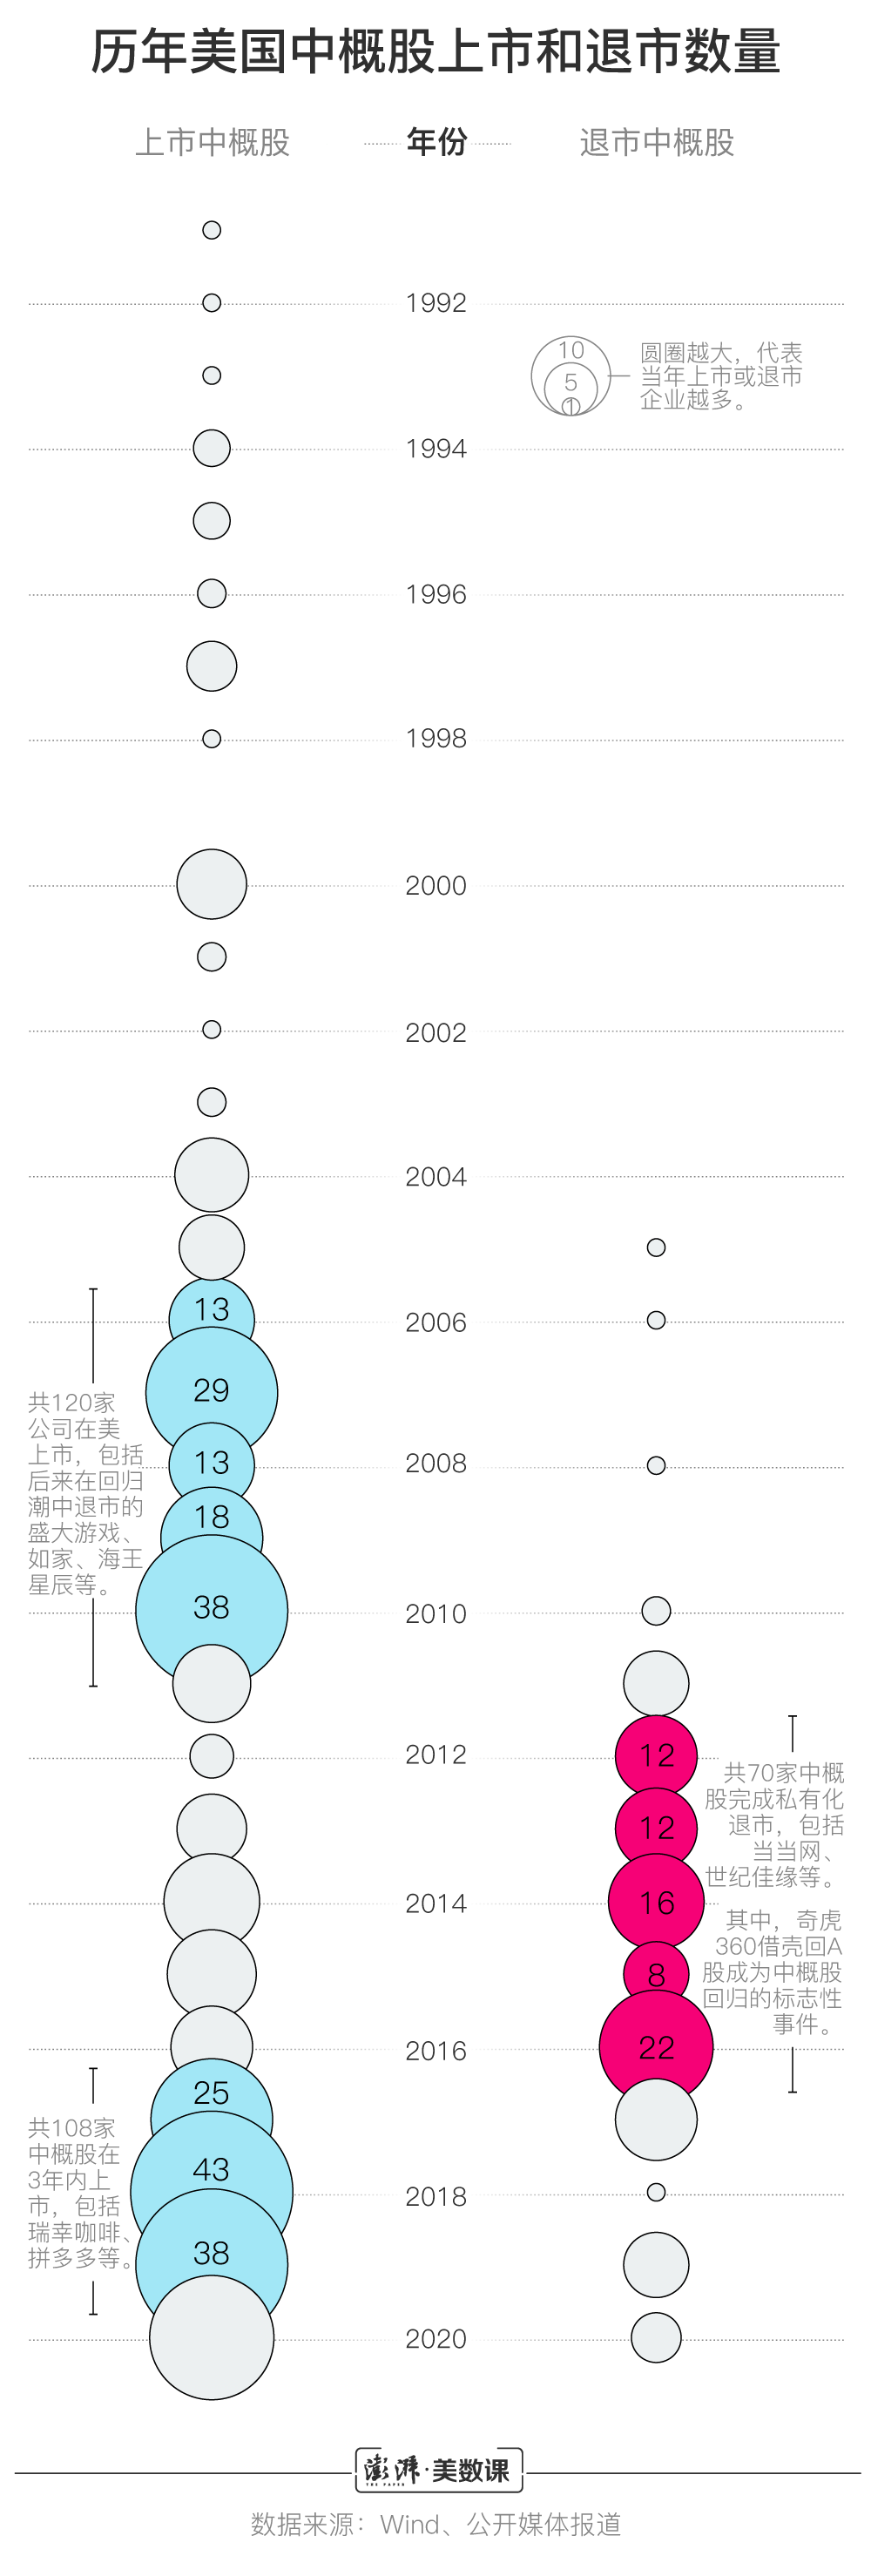 历年美国中概股上市和退市数量
上市中概股
年份
退市中概股
1992
10
5
1
圆圈越大，代表
当年上市或退市
企业越多。
1994
1996
1998
2000
2002
2004
13
2006
29
共120家
公司在美
上市，包括
后来在回归
潮中退市的
盛大游戏、
如家、海王
星辰等。
13
2008
18
38
2010
2012
12
共70家中概
股完成私有化
退市，包括
当当网、
世纪佳缘等。
12
2014
16
其中，奇虎
360借壳回A
股成为中概股
回归的标志性
事件。
8
2016
22
25
共108家
中概股在
3年内上
市，包括
瑞幸咖啡、
拼多多等。
43
2018
38
2020
澎湃·美数课
THE PAPER
数据来源：Wind、公开媒体报道